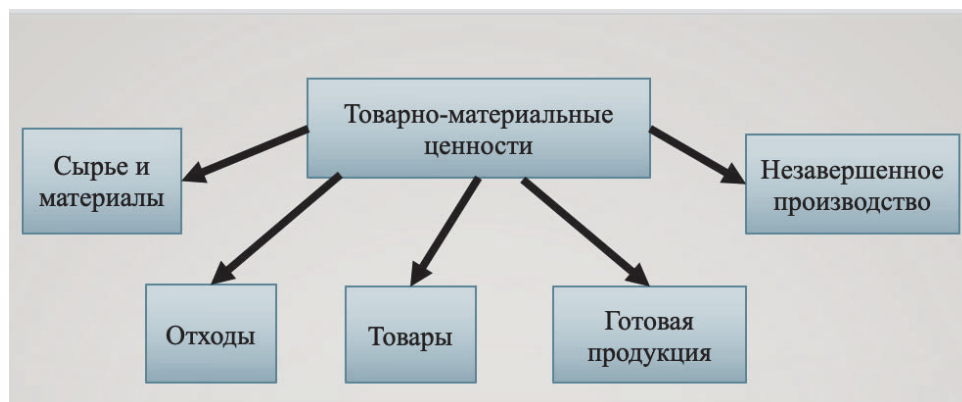 Товарно-материальные
ценности
Сырье и
материалы
Незавершенное
производство
Отходы
Товары
Готовая
продукция